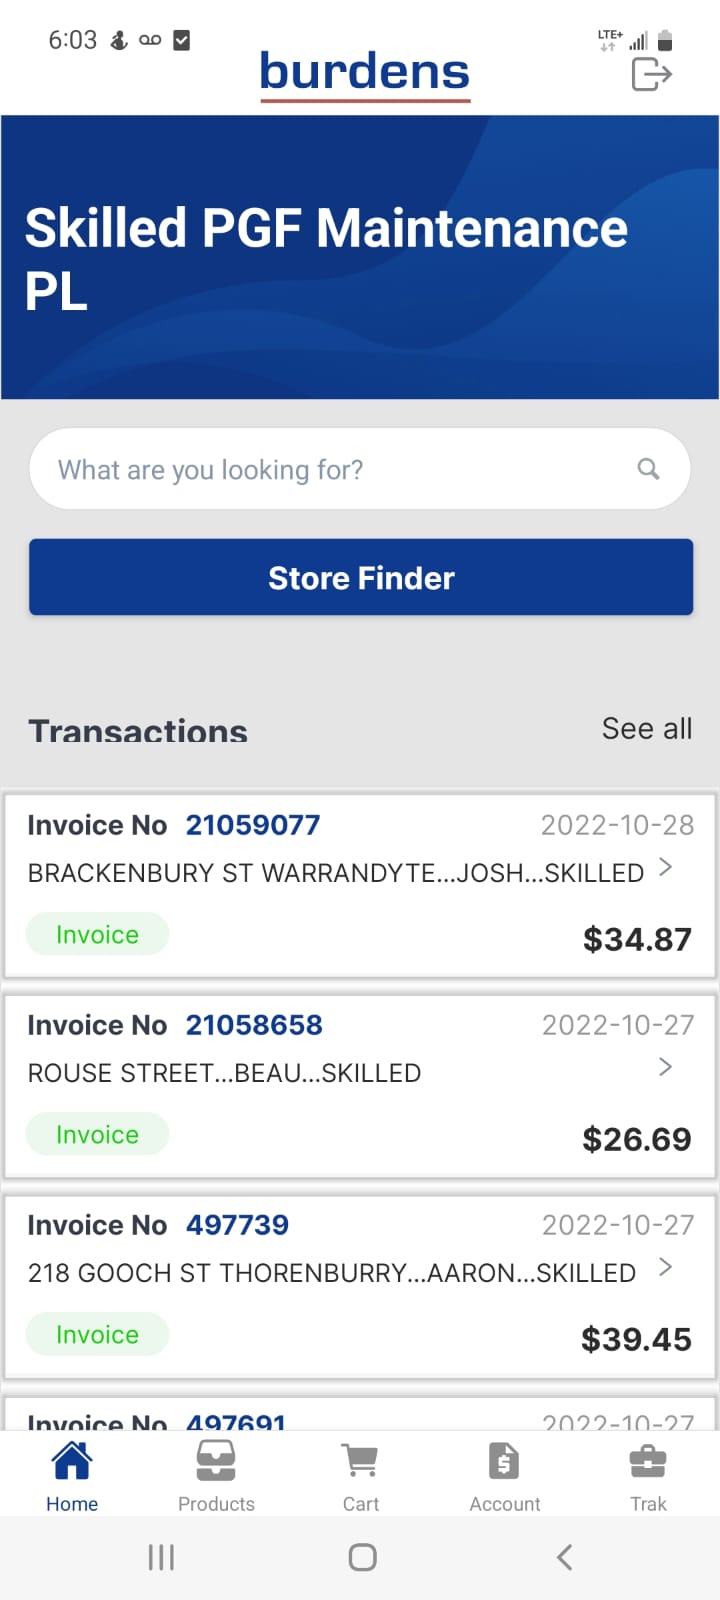 6:03
LTE+
burdens
Skilled PGF Maintenance
PL
What are you looking for?
Store Finder
Transactions
See all
Invoice No 21059077 2022-10-28
BRACKENBURY ST WARRANDYTE...JOSH...SKILLED
Invoice
$34.87
Invoice No 21058658 2022-10-27
ROUSE STREET...BEAU...SKILLED
Invoice
$26.69
Invoice No 497739 2022-10-27
218 GOOCH ST THORENBURRY...AARON...SKILLED
Invoice
$39.45
Invoice No 497691 2022-10-27
Home Products Cart Account Trak